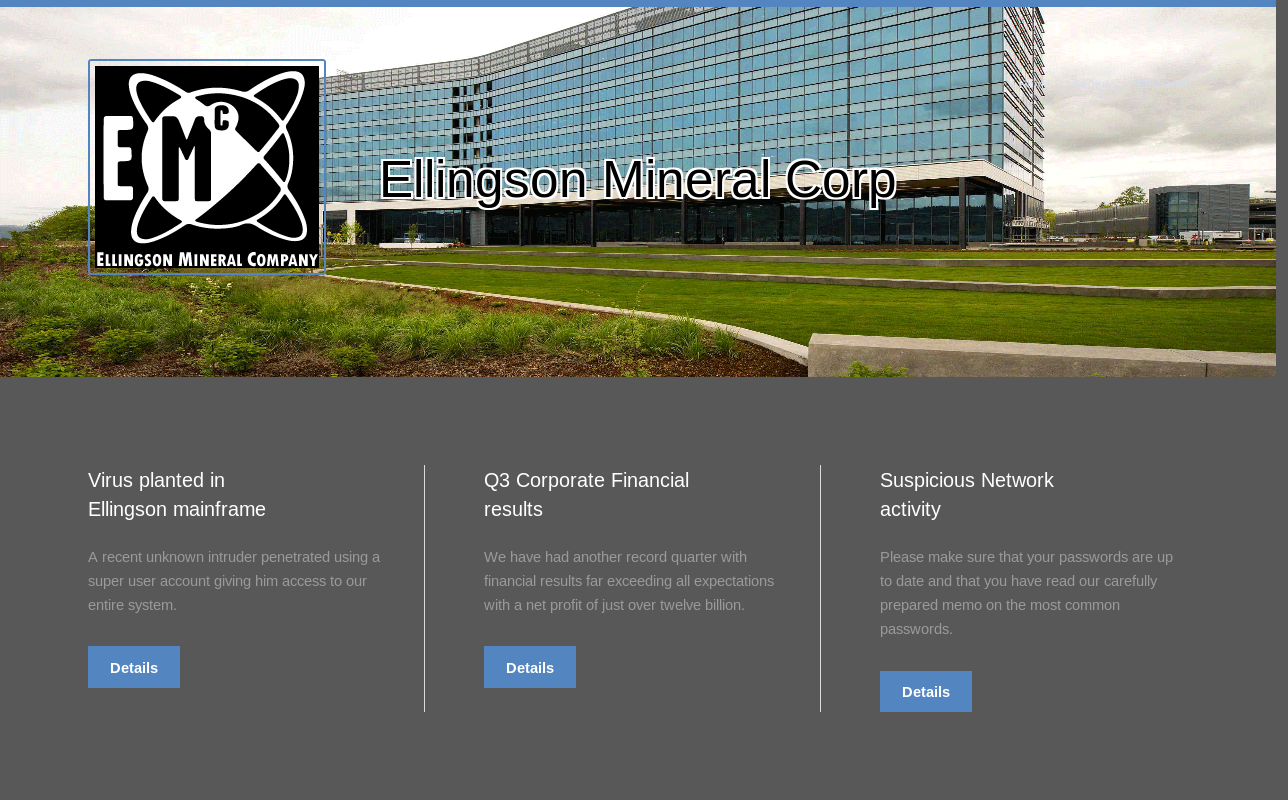 E M C
ELLINGSON MINERAL COMPANY
Ellingson Mineral Corp
Virus planted in
Ellingson mainframe
A recent unknown intruder penetrated using a
super user account giving him access to our
entire system.
Details
Q3 Corporate Financial
results
We have had another record quarter with
financial results far exceeding all expectations
with a net profit of just over twelve billion.
Details
Suspicious Network
activity
Please make sure that your passwords are up
to date and that you have read our carefully
prepared memo on the most common
passwords.
Details